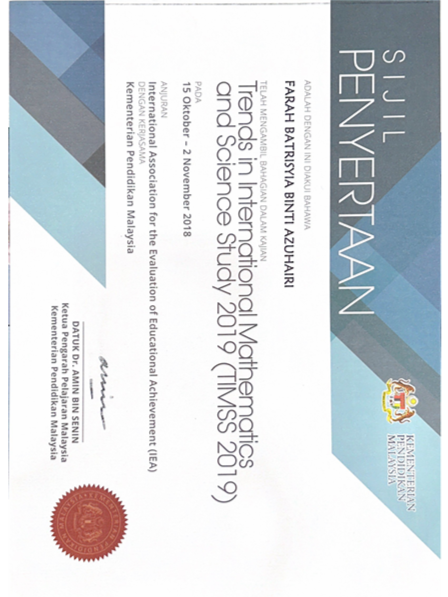 SIJIL
PENYERTAAN
KEMENTERIAN
PENDIDIKAN
MALAYSIA
ADALAH DENGAN INI DIAKUI BAHAWA
FARAH BATRISYIA BINTI AZUHAIRI
TELAH MENGAMBIL BAHAGIAN DALAM KAJIAN
Trends in International Mathematics
and Science Study 2019 (TIMSS 2019)
PADA
15 Oktober – 2 November 2018
ANJURAN
International Association for the Evaluation of Educational Achievement (IEA)
DENGAN KERJASAMA
Kementerian Pendidikan Malaysia
DATUK Dr. AMIN BIN SENIN
Ketua Pengarah Pelajaran Malaysia
Kementerian Pendidikan Malaysia